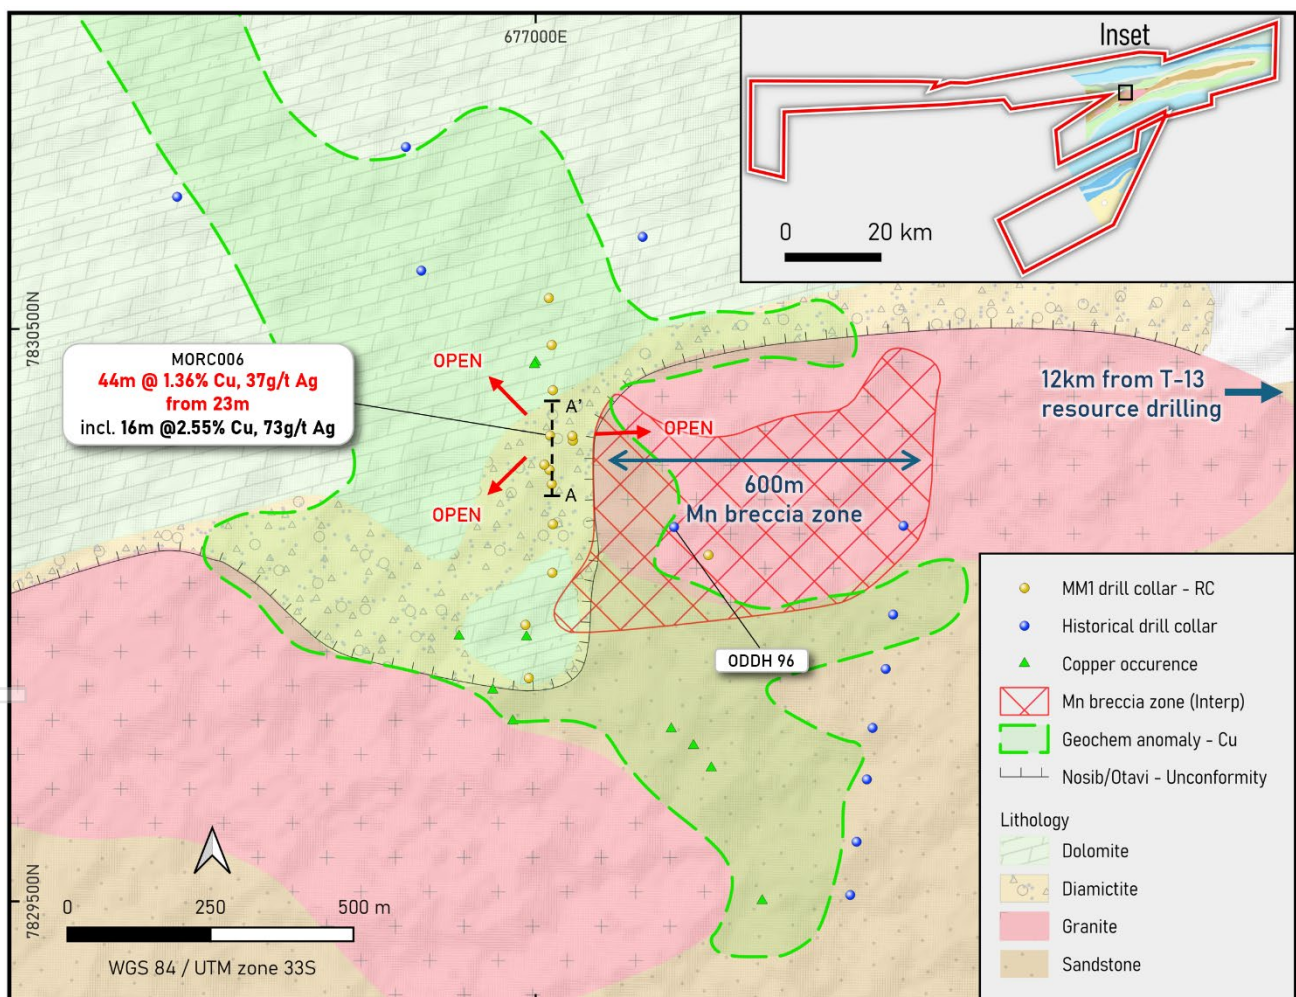 677000E
Inset
0 20 km
7830500N
MORC006
44m @ 1.36% Cu, 37g/t Ag
from 23m
incl. 16m @2.55% Cu, 73g/t Ag
OPEN
A'
OPEN
A
OPEN
12km from T-13
resource drilling
600m
Mn breccia zone
ODDH 96
7829500N
0 250 500 m
WGS 84 / UTM zone 33S
MM1 drill collar - RC
Historical drill collar
Copper occurence
Mn breccia zone (Interp)
Geochem anomaly - Cu
Nosib/Otavi - Unconformity
Lithology
Dolomite
Diamictite
Granite
Sandstone